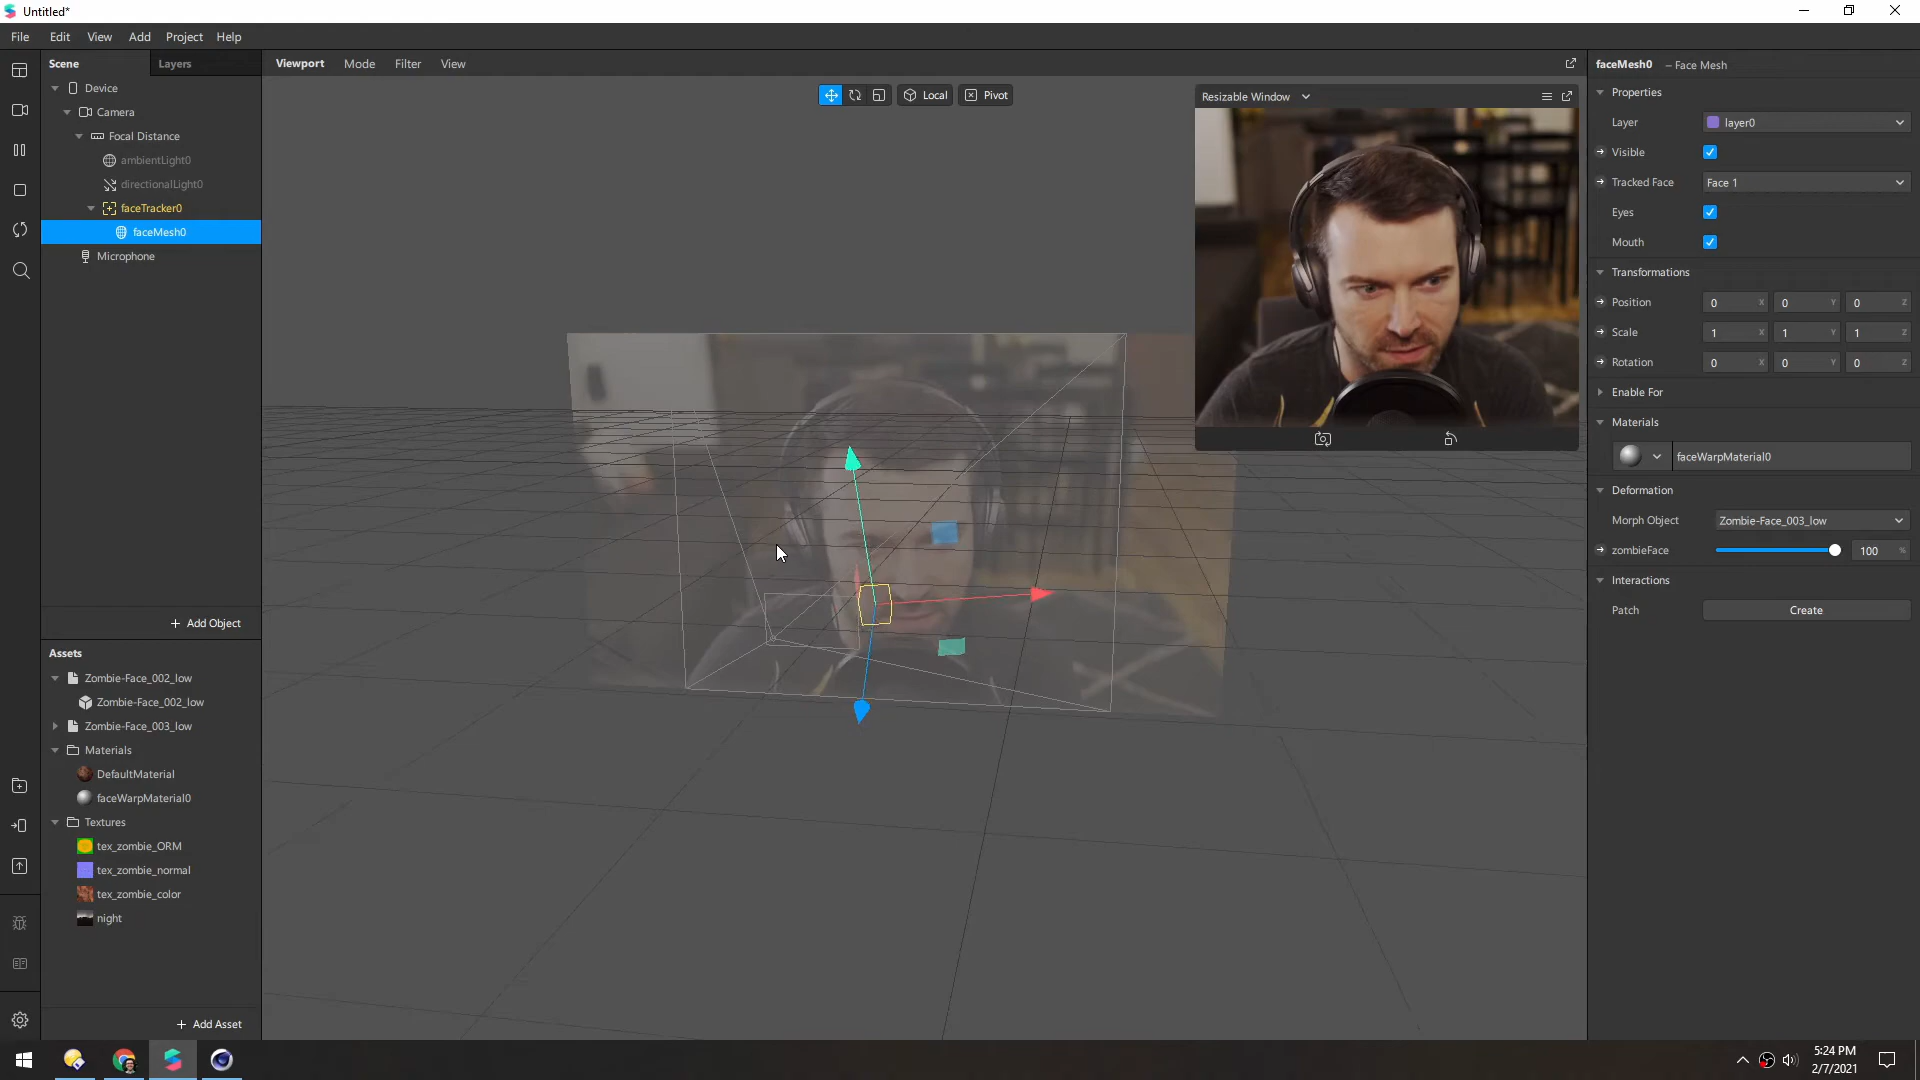 Untitled*
File Edit View Add Project Help
Scene Layers
Device
Camera
Focal Distance
ambientLight0
directionalLight0
faceTracker0
faceMesh0
Microphone
+ Add Object
Assets
Zombie-Face_002_low
Zombie-Face_002_low
Zombie-Face_003_low
Materials
DefaultMaterial
faceWarpMaterial0
Textures
tex_zombie_ORM
tex_zombie_normal
tex_zombie_color
night
+ Add Asset
Viewport Mode Filter View
Local Pivot
Resizable Window
faceMesh0 – Face Mesh
Properties
Layer layer0
Visible
Tracked Face Face 1
Eyes
Mouth
Transformations
Position 0 X 0 Y 0 Z
Scale 1 X 1 Y 1 Z
Rotation 0 X 0 Y 0 Z
Enable For
Materials
faceWarpMaterial0
Deformation
Morph Object Zombie-Face_003_low
zombieFace 100 %
Interactions
Patch Create
5:24 PM
2/7/2021